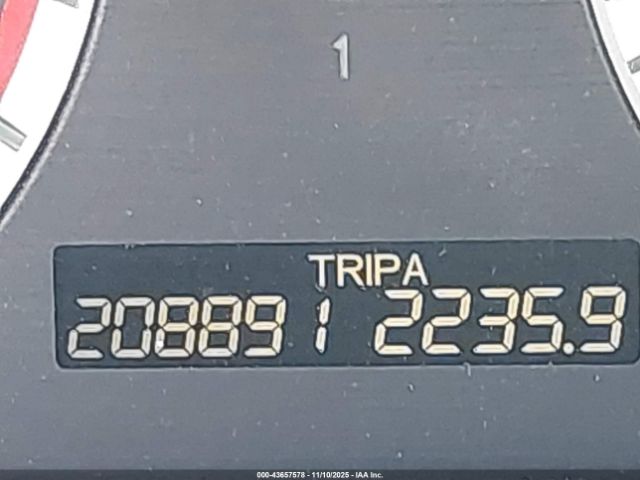 1
TRIPA
208891 2235.9
000-43657578 - 11/10/2025 - IAA Inc.